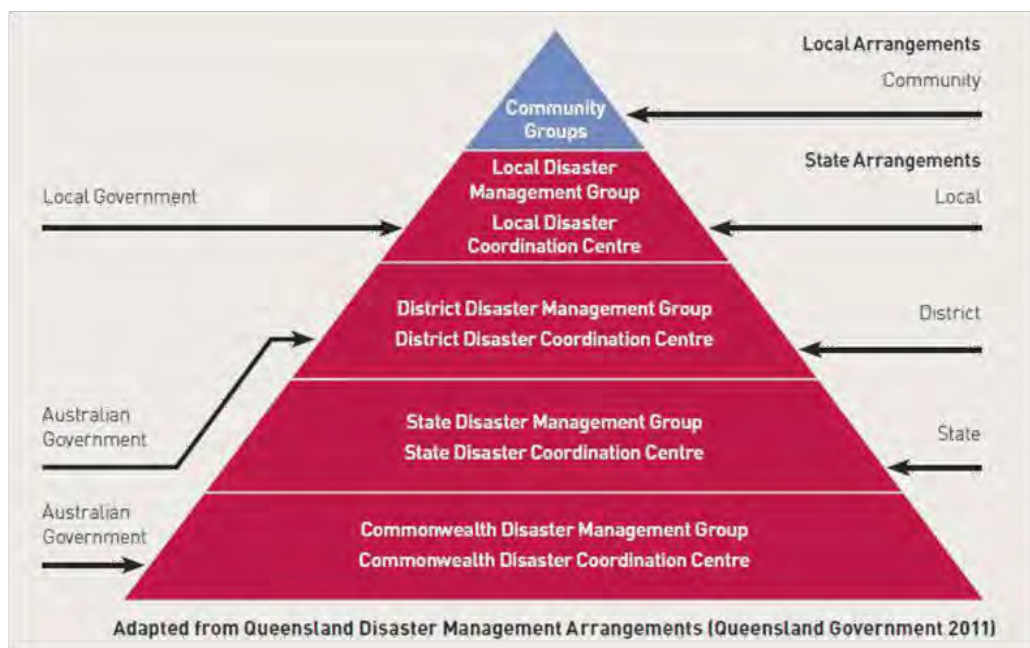 Local Arrangements
Community
Community
Groups
State Arrangements
Local Government
Local
Local Disaster
Management Group
Local Disaster
Coordination Centre
District
District Disaster Management Group
District Disaster Coordination Centre
Australian
Government
State
State Disaster Management Group
State Disaster Coordination Centre
Australian
Government
Commonwealth Disaster Management Group
Commonwealth Disaster Coordination Centre
Adapted from Queensland Disaster Management Arrangements (Queensland Government 2011)